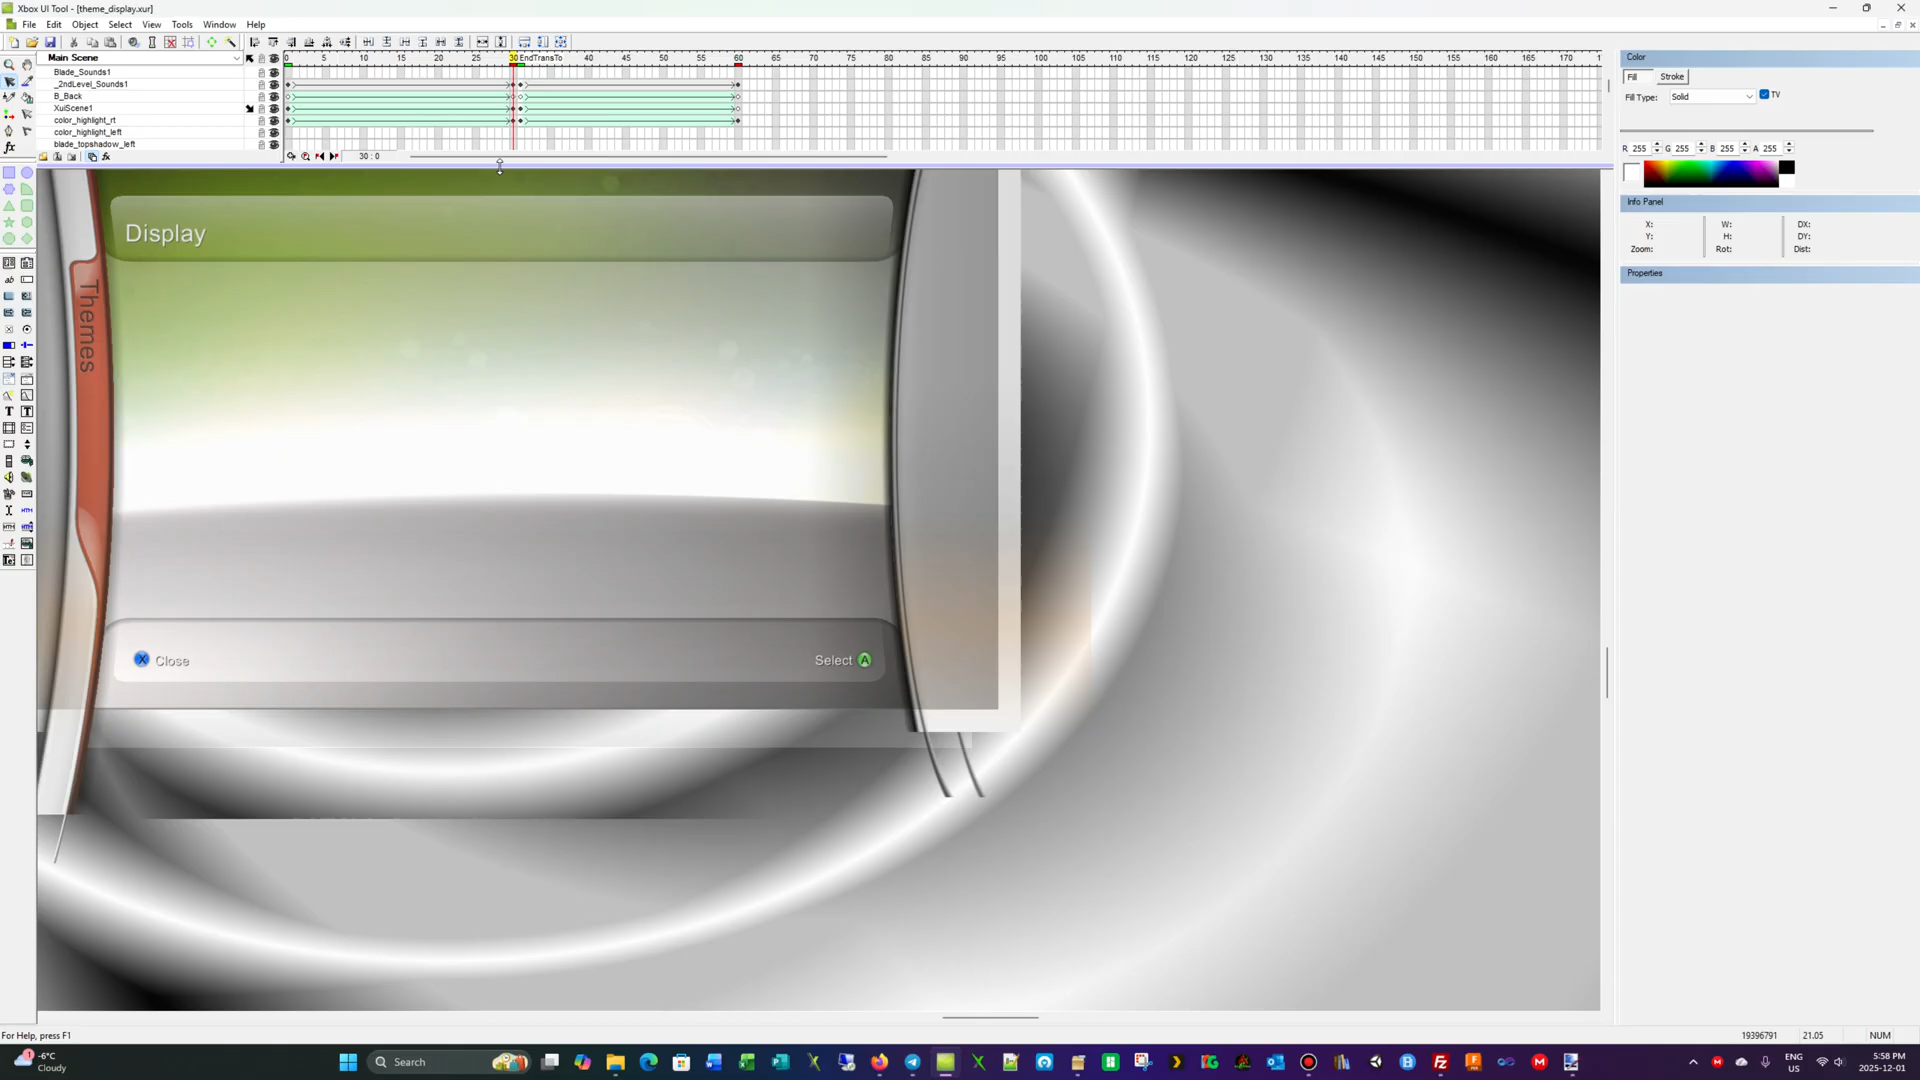 Xbox UI Tool - [theme_display.xur]
File Edit Object Select View Tools Window Help
Main Scene
0 5 10 15 20 25 30 EndTransTo 40 45 50 55 60 65 70 75 80 85 90 95 100 105 110 115 120 125 130 135 140 145 150 155 160 165 170
Blade_Sounds1
_2ndLevel_Sounds1
B_Back
XuiScene1
color_highlight_rt
color_highlight_left
blade_topshadow_left
fx
30 : 0
Color
Fill Stroke
Fill Type: Solid TV
R 255 G 255 B 255 A 255
Info Panel
X: W: DX:
Y: H: DY:
Zoom: Rot: Dist:
Properties
Display
Themes
X Close
Select A
For Help, press F1
19396791 21.05 NUM
-6°C
Cloudy
Search
ENG
US
5:58 PM
2025-12-01